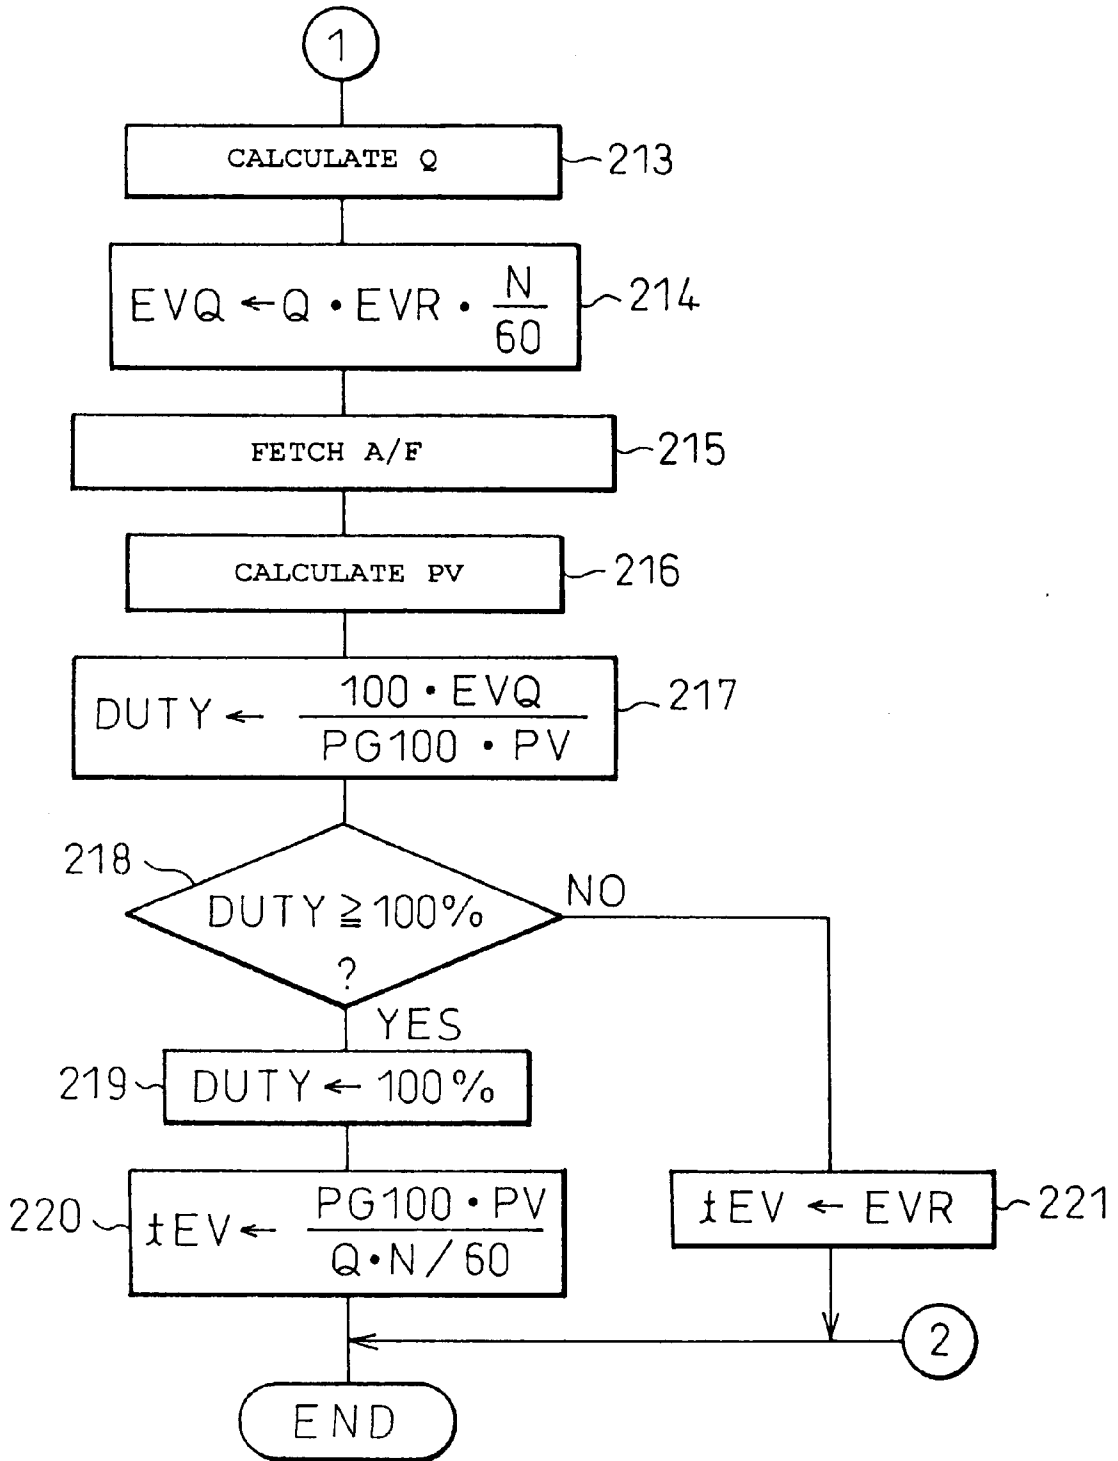 1
CALCULATE Q
213
EVQ ← Q · EVR · N/60
214
FETCH A/F
215
CALCULATE PV
216
DUTY ← 100 · EVQ / PG100 · PV
217
218
DUTY ≧ 100%
?
NO
YES
219
DUTY ← 100%
220
tEV ← PG100 · PV / Q·N/60
tEV ← EVR
221
2
END